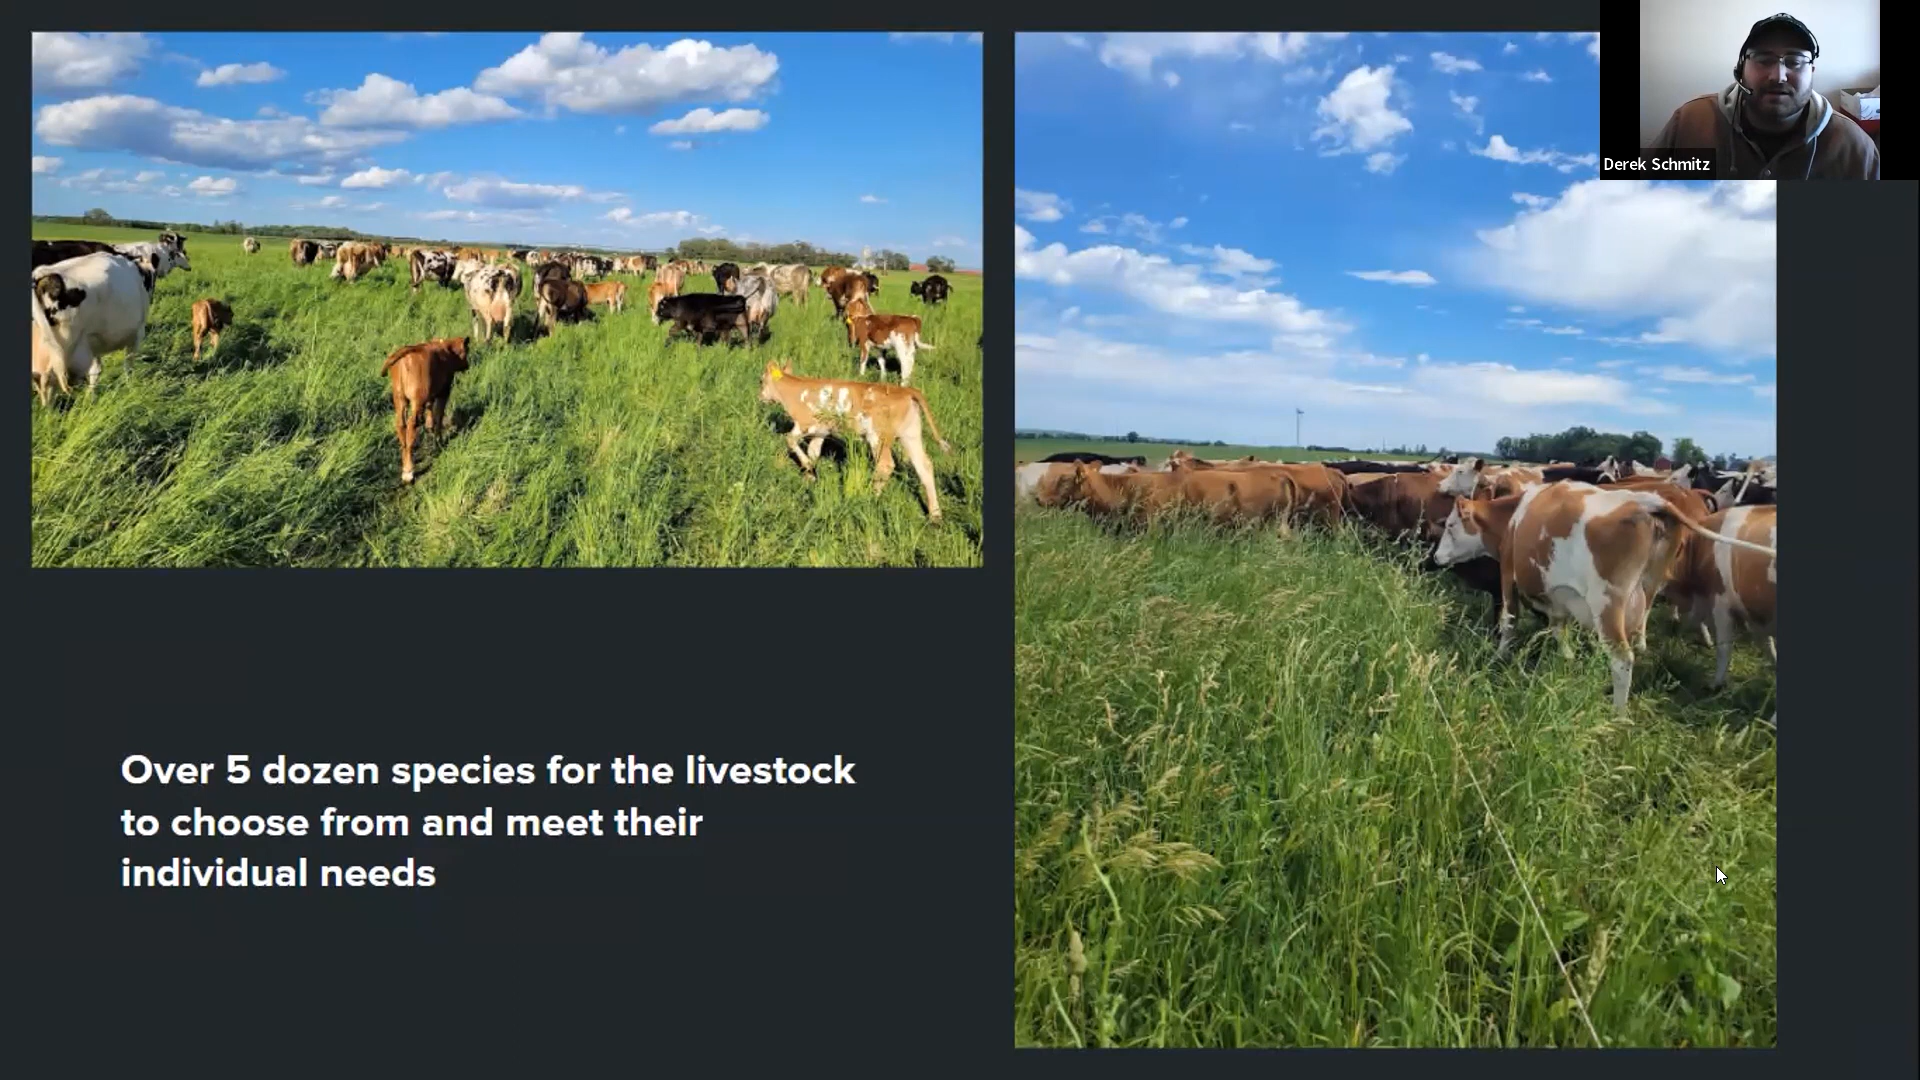 Derek Schmitz
Over 5 dozen species for the livestock
to choose from and meet their
individual needs